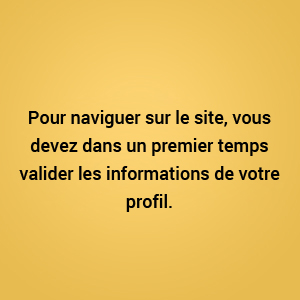 Pour naviguer sur le site, vous
devez dans un premier temps
valider les informations de votre
profil.